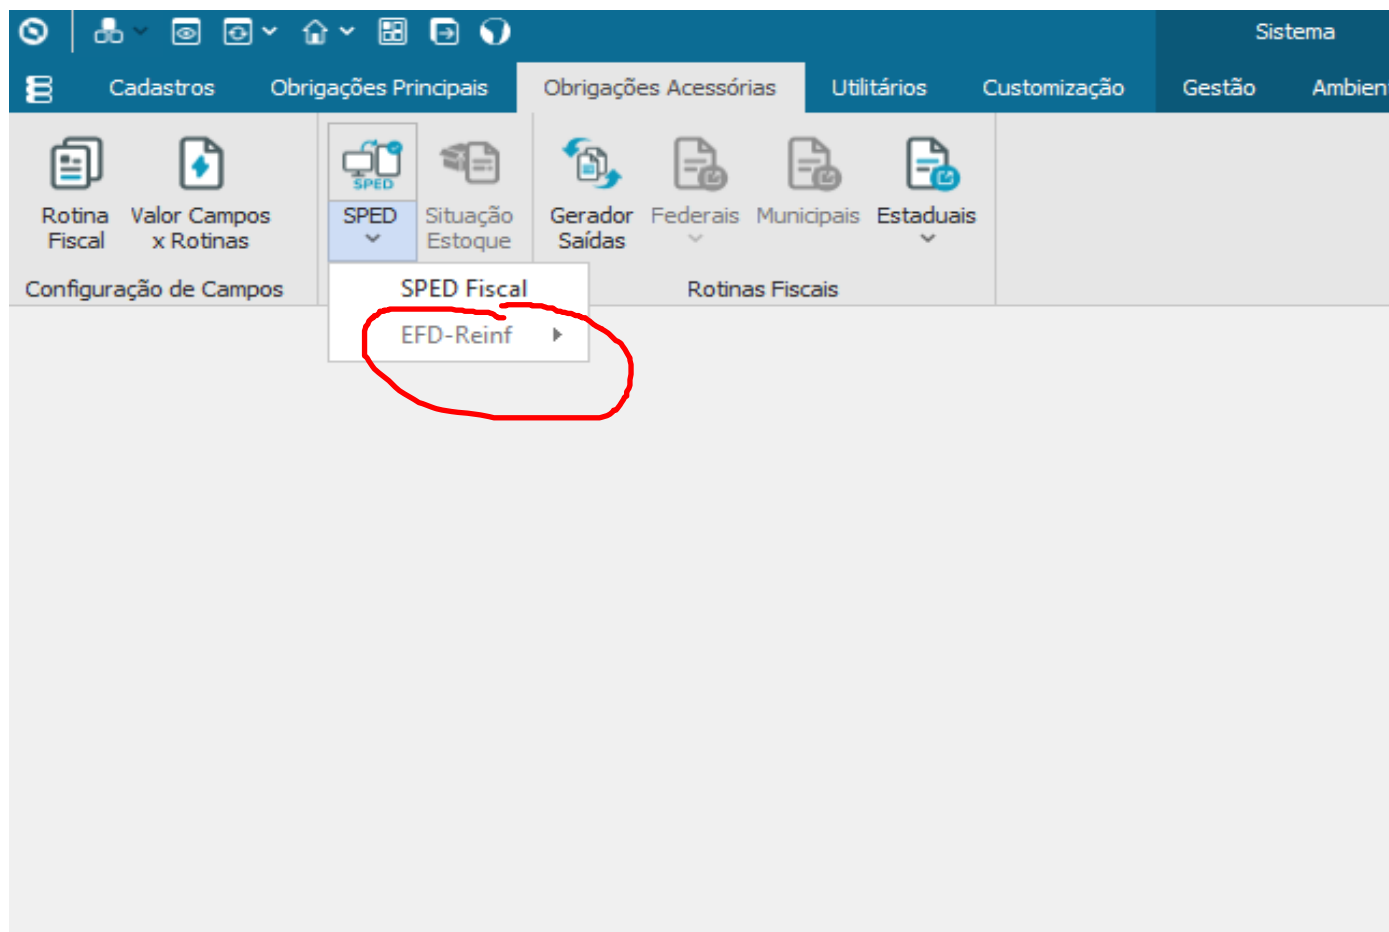 Sistema
Cadastros Obrigações Principais Obrigações Acessórias Utilitários Customização Gestão Ambien
SPED
Rotina Fiscal
Valor Campos x Rotinas
SPED
Situação Estoque
Gerador Saídas
Federais
Municipais
Estaduais
Configuração de Campos
Rotinas Fiscais
SPED Fiscal
EFD-Reinf